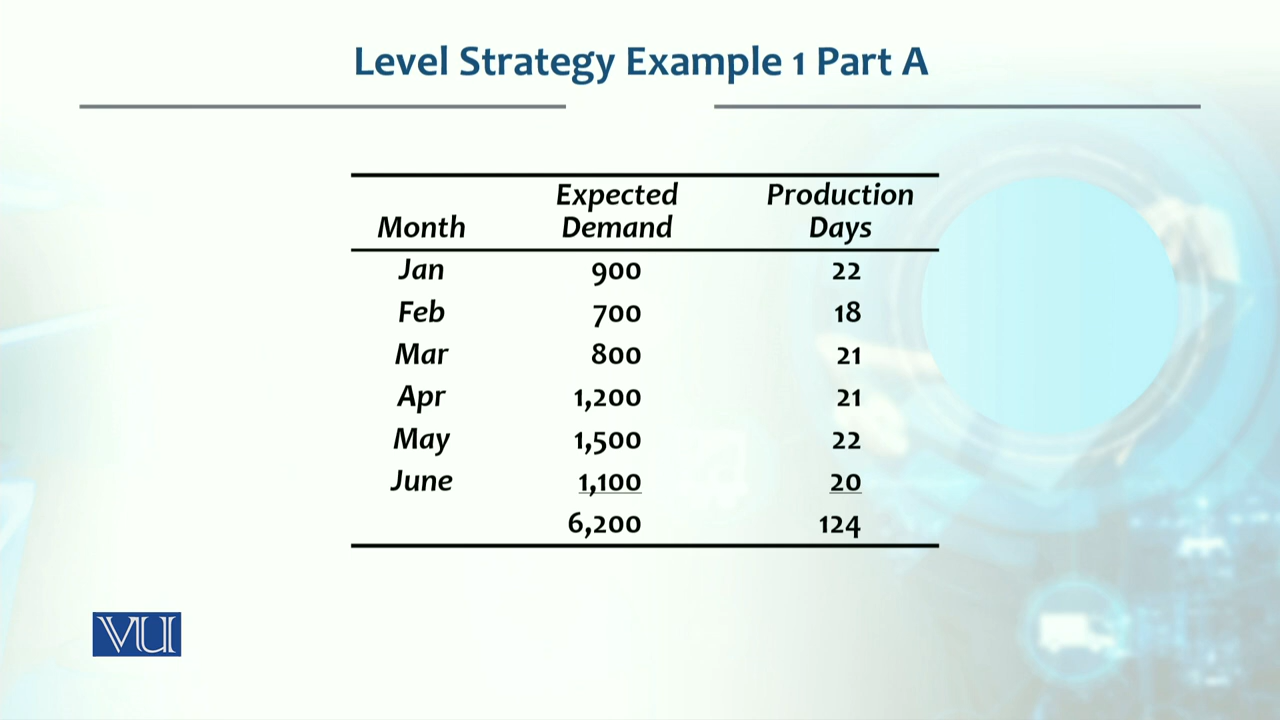 Level Strategy Example 1 Part A
Expected Production
Month Demand Days
Jan 900 22
Feb 700 18
Mar 800 21
Apr 1,200 21
May 1,500 22
June 1,100 20
6,200 124
VU